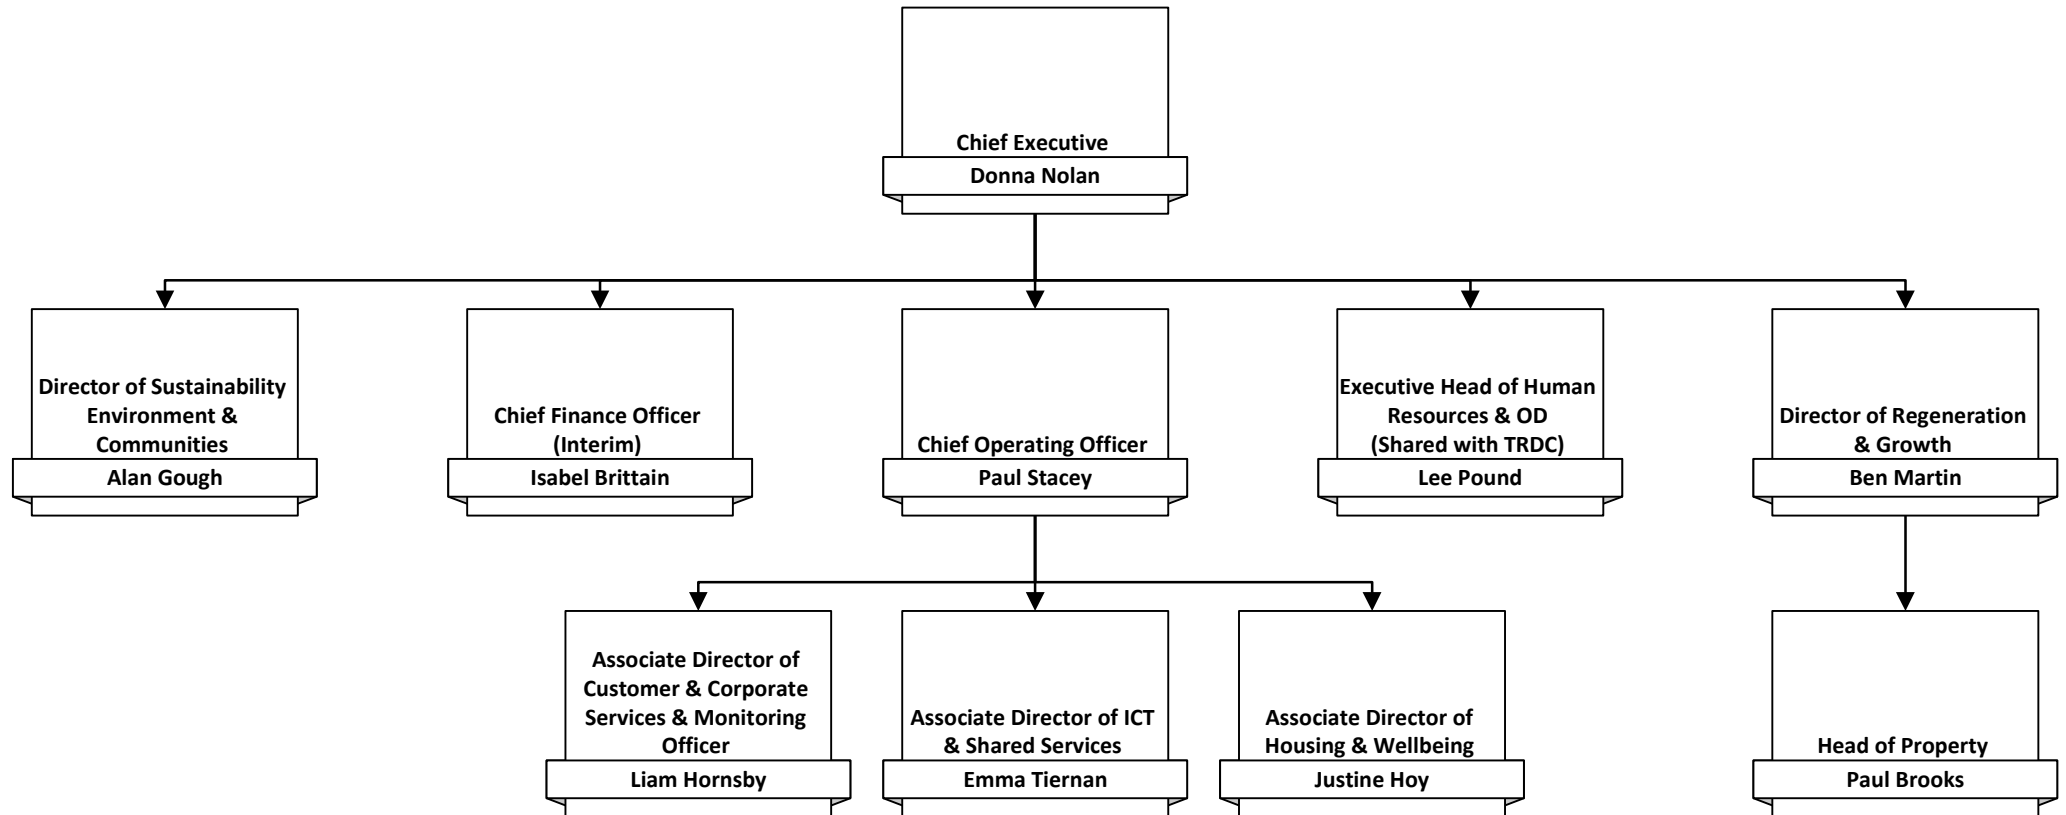 Chief Executive
Donna Nolan
Director of Sustainability
Environment &
Communities
Alan Gough
Chief Finance Officer
(Interim)
Isabel Brittain
Chief Operating Officer
Paul Stacey
Executive Head of Human
Resources & OD
(Shared with TRDC)
Lee Pound
Director of Regeneration
& Growth
Ben Martin
Associate Director of
Customer & Corporate
Services & Monitoring
Officer
Liam Hornsby
Associate Director of ICT
& Shared Services
Emma Tiernan
Associate Director of
Housing & Wellbeing
Justine Hoy
Head of Property
Paul Brooks